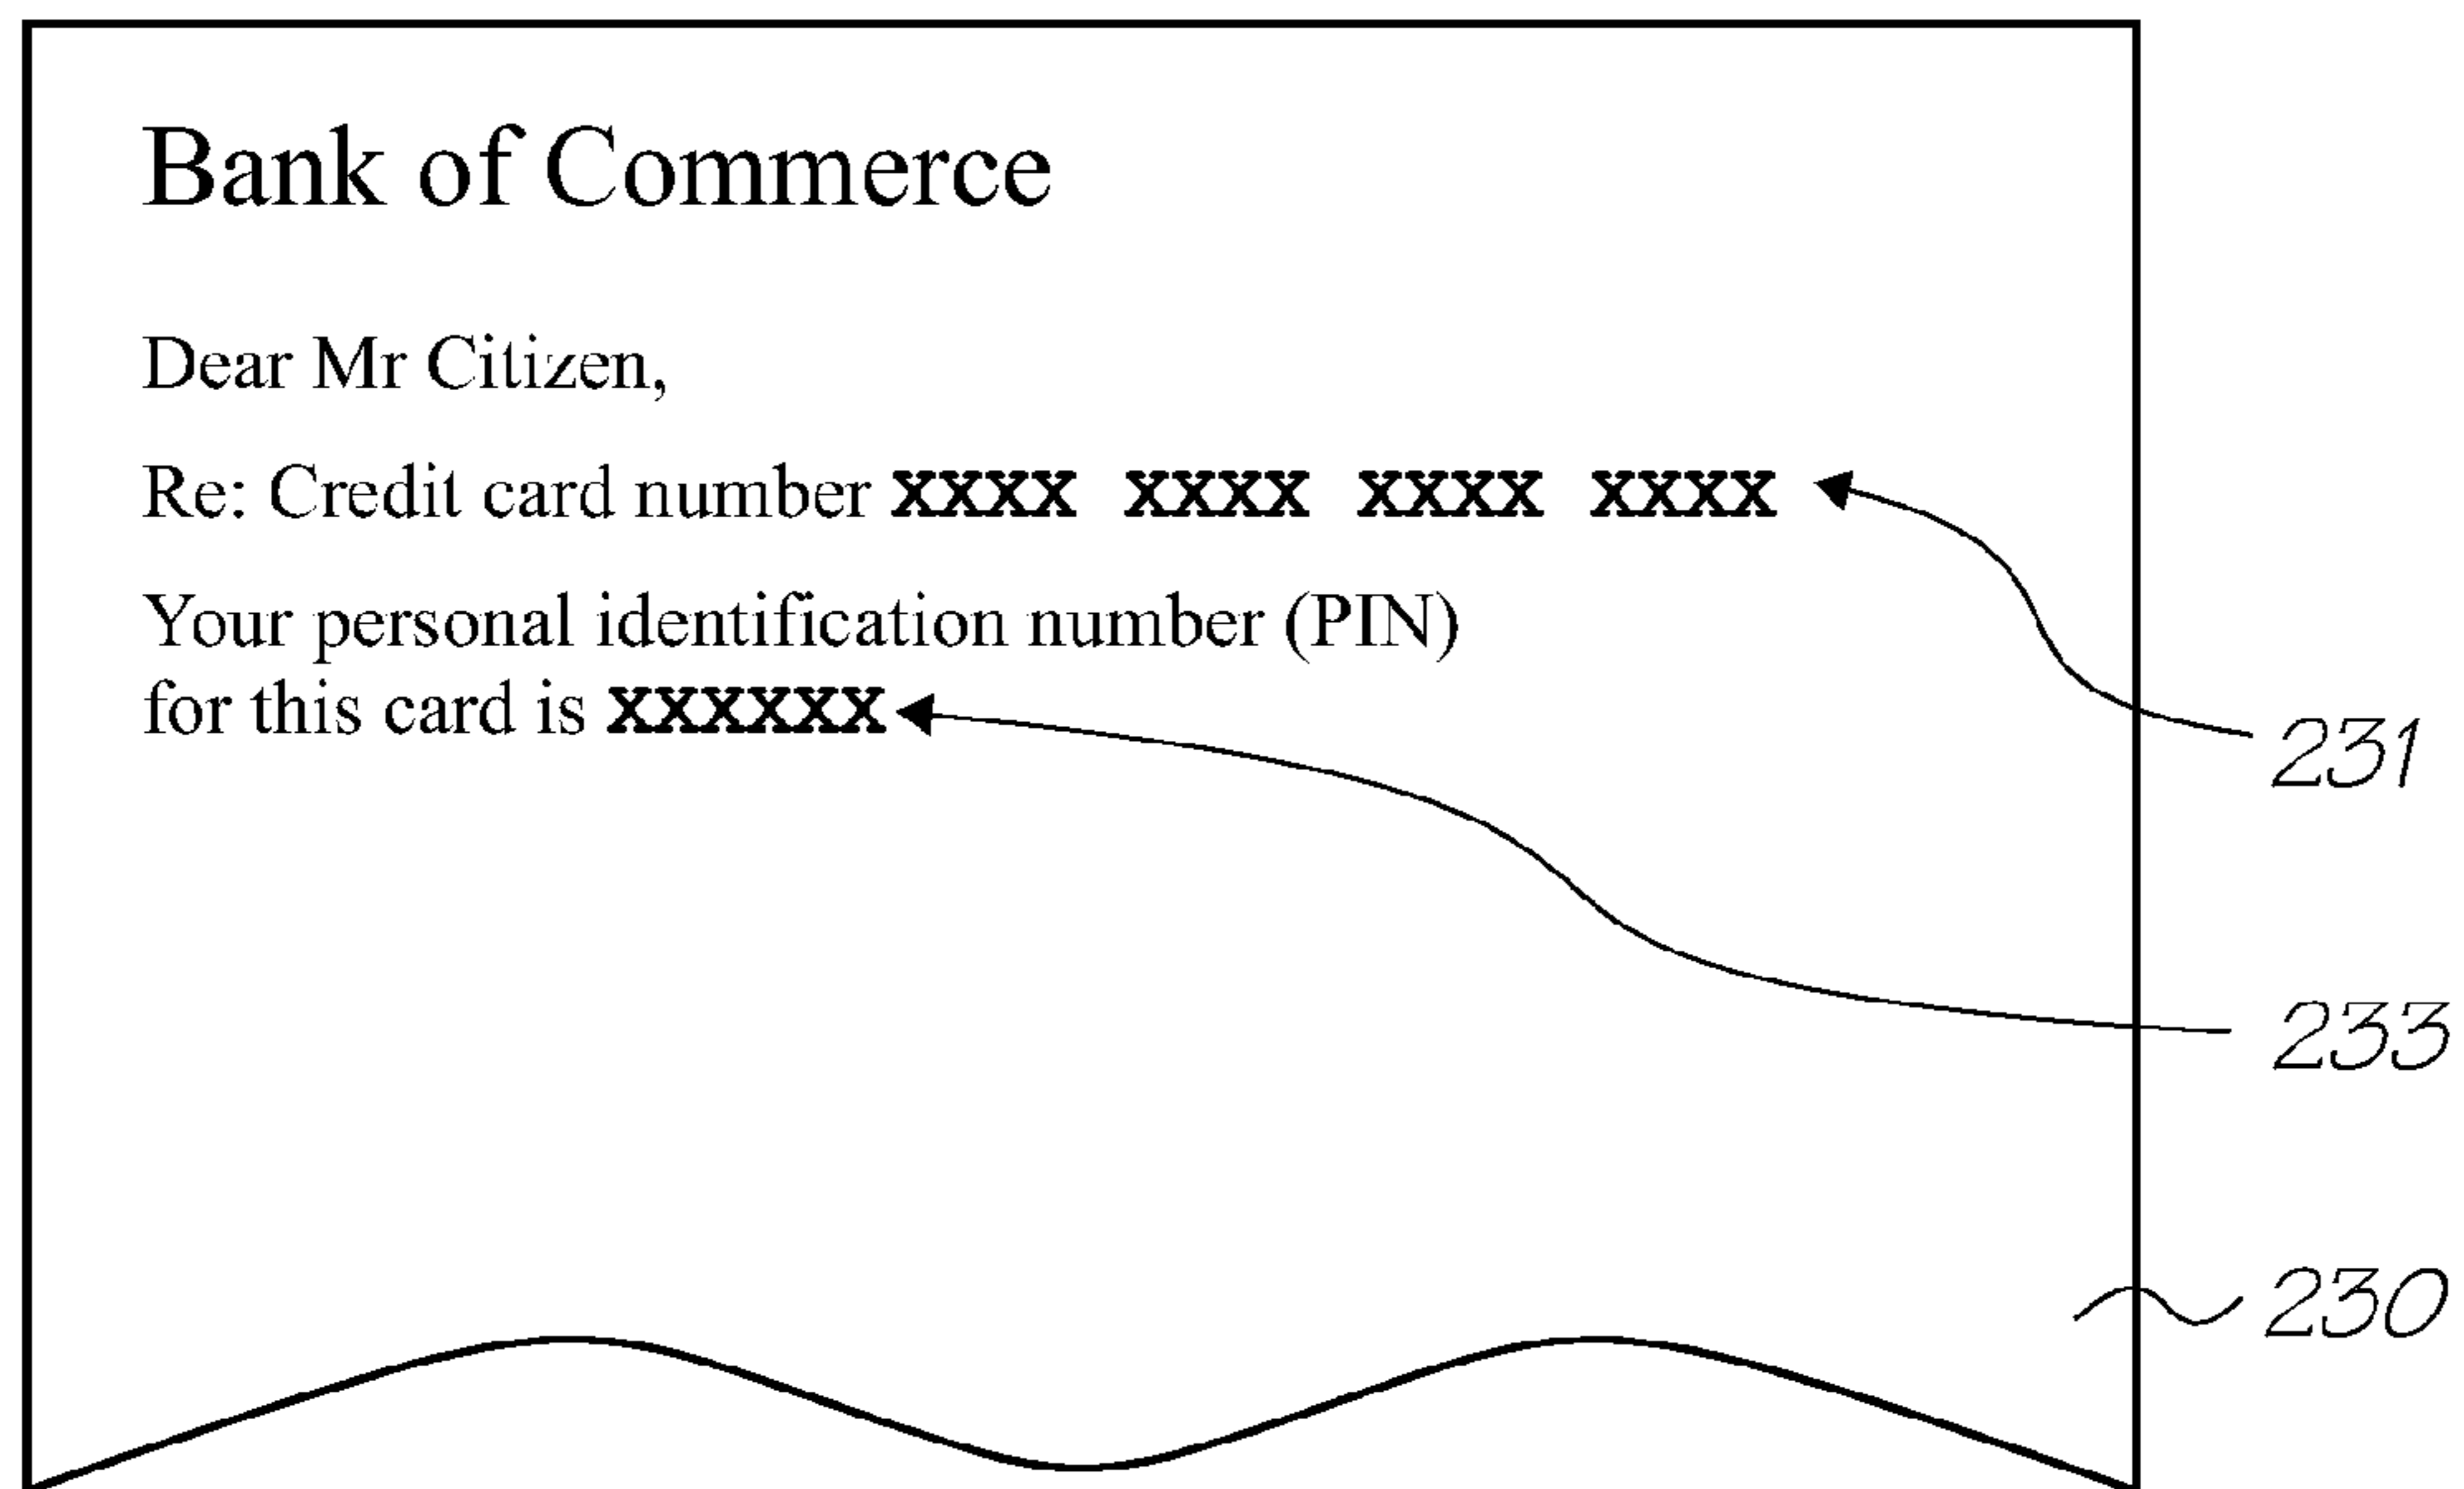 Bank of Commerce
Dear Mr Citizen,
Re: Credit card number xxxx xxxx xxxx xxxx
Your personal identification number (PIN)
for this card is xxxxxx
231
233
230